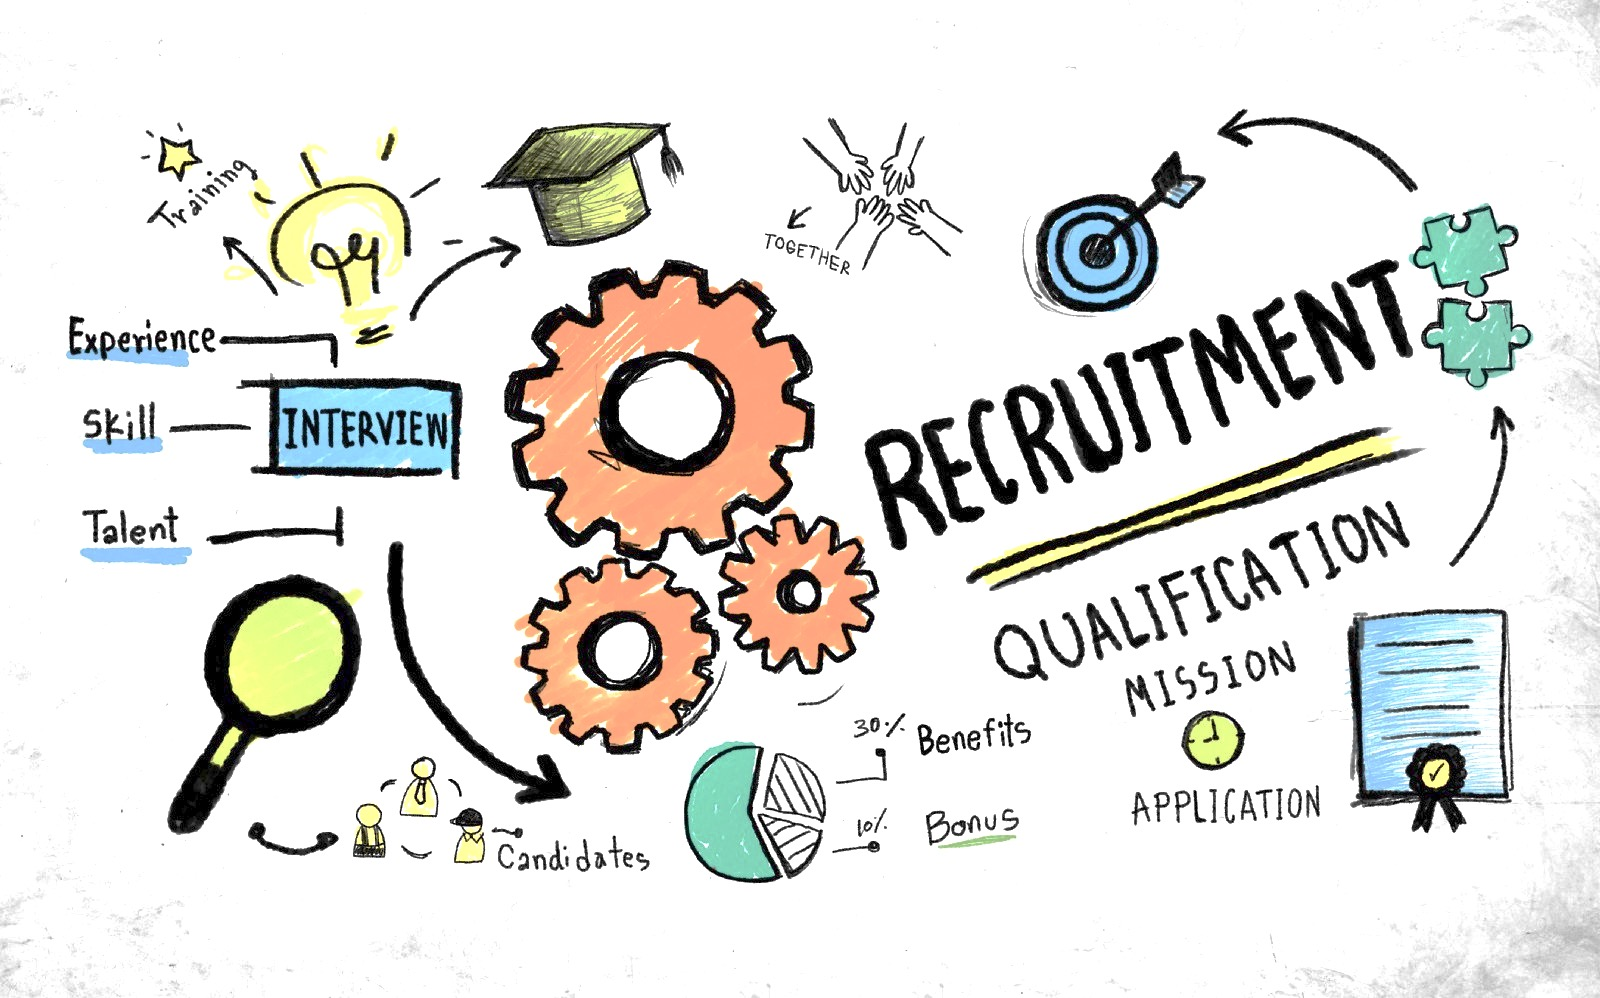 Training
TOGETHER
Experience
Skill
INTERVIEW
Talent
RECRUITMENT
QUALIFICATION
MISSION
30% Benefits
10% Bonus
APPLICATION
Candidates